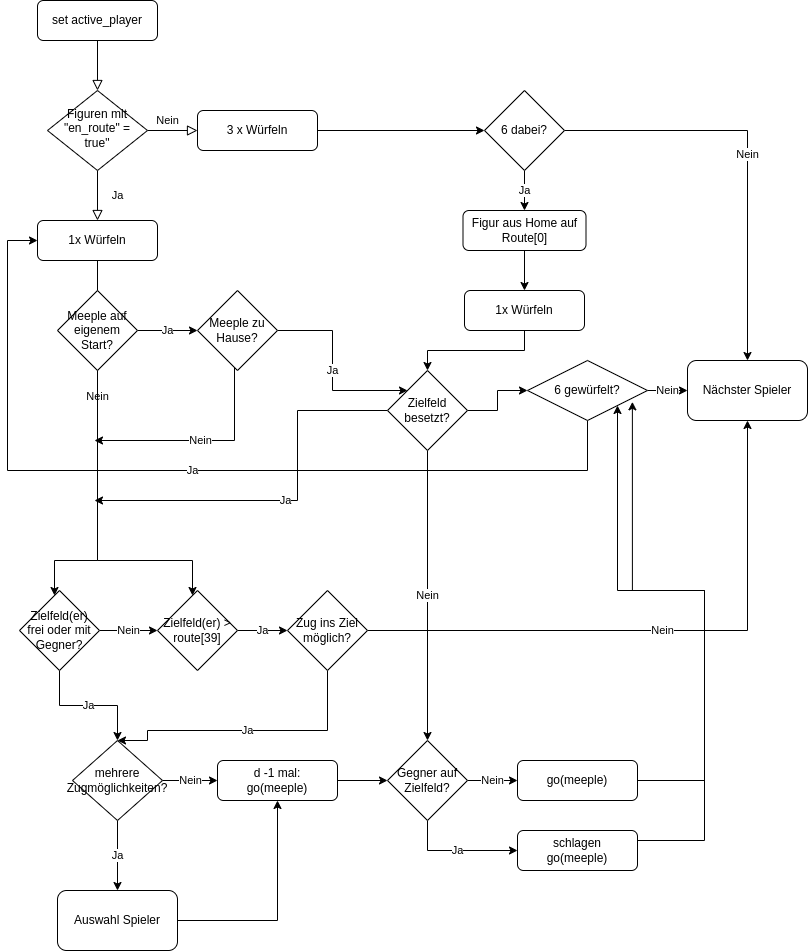 set active_player
Figuren mit
"en_route" =
true"
Nein
3 x Würfeln
6 dabei?
Nein
Ja
Ja
Figur aus Home auf
Route[0]
1x Würfeln
1x Würfeln
Meeple auf
eigenem
Start?
Ja
Meeple zu
Hause?
Ja
Nein
Zielfeld
besetzt?
6 gewürfelt?
Nein
Nächster Spieler
Nein
Ja
Ja
Nein
Zielfeld(er)
frei oder mit
Gegner?
Nein
Zielfeld(er) >
route[39]
Ja
Zug ins Ziel
möglich?
Nein
Ja
Ja
mehrere
Zugmöglichkeiten?
Nein
d -1 mal:
go(meeple)
Gegner auf
Zielfeld?
Nein
go(meeple)
Ja
schlagen
go(meeple)
Ja
Auswahl Spieler